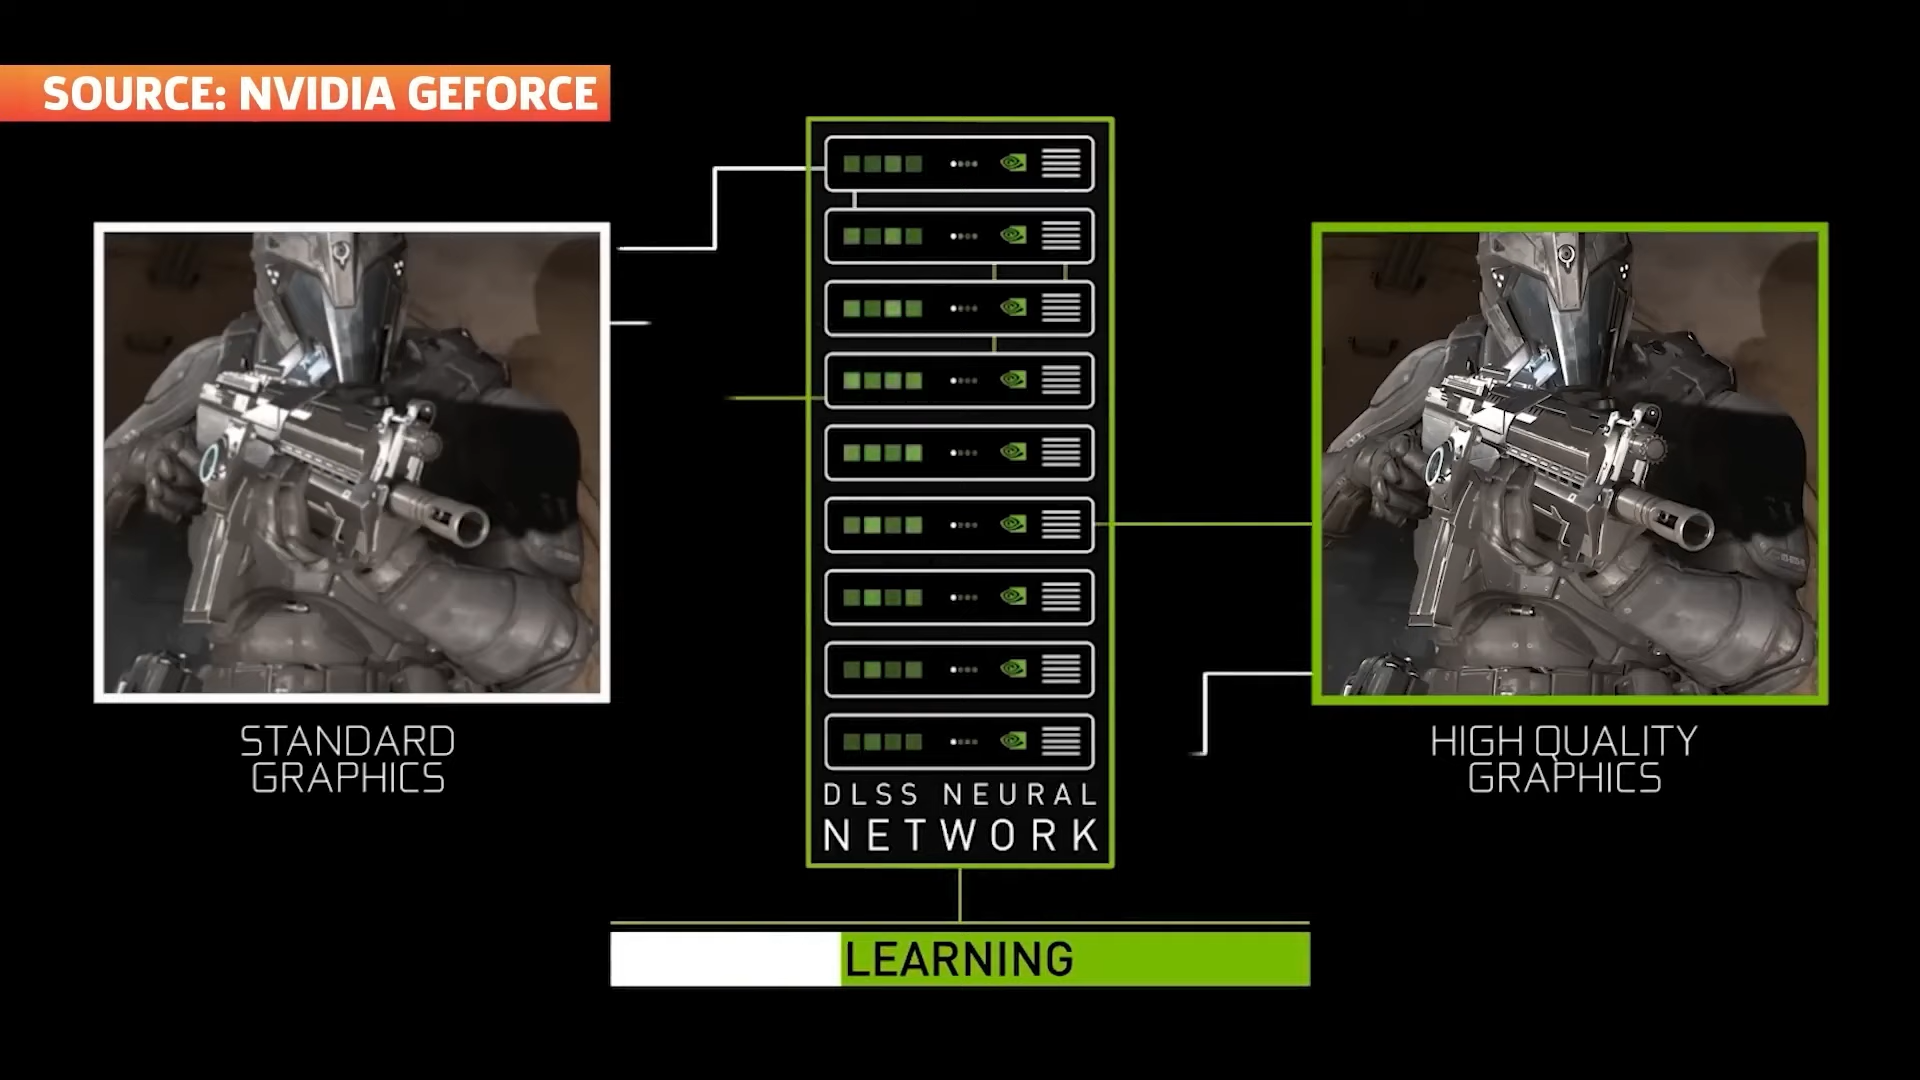 SOURCE: NVIDIA GEFORCE
STANDARD
GRAPHICS
DLSS NEURAL
NETWORK
HIGH QUALITY
GRAPHICS
LEARNING